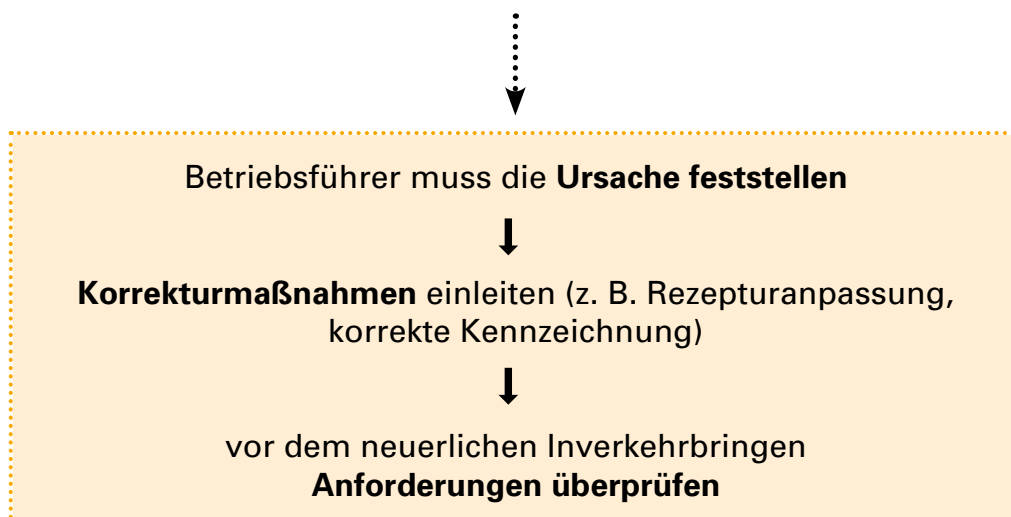 Betriebsführer muss die Ursache feststellen
Korrekturmaßnahmen einleiten (z. B. Rezepturanpassung,
korrekte Kennzeichnung)
vor dem neuerlichen Inverkehrbringen
Anforderungen überprüfen